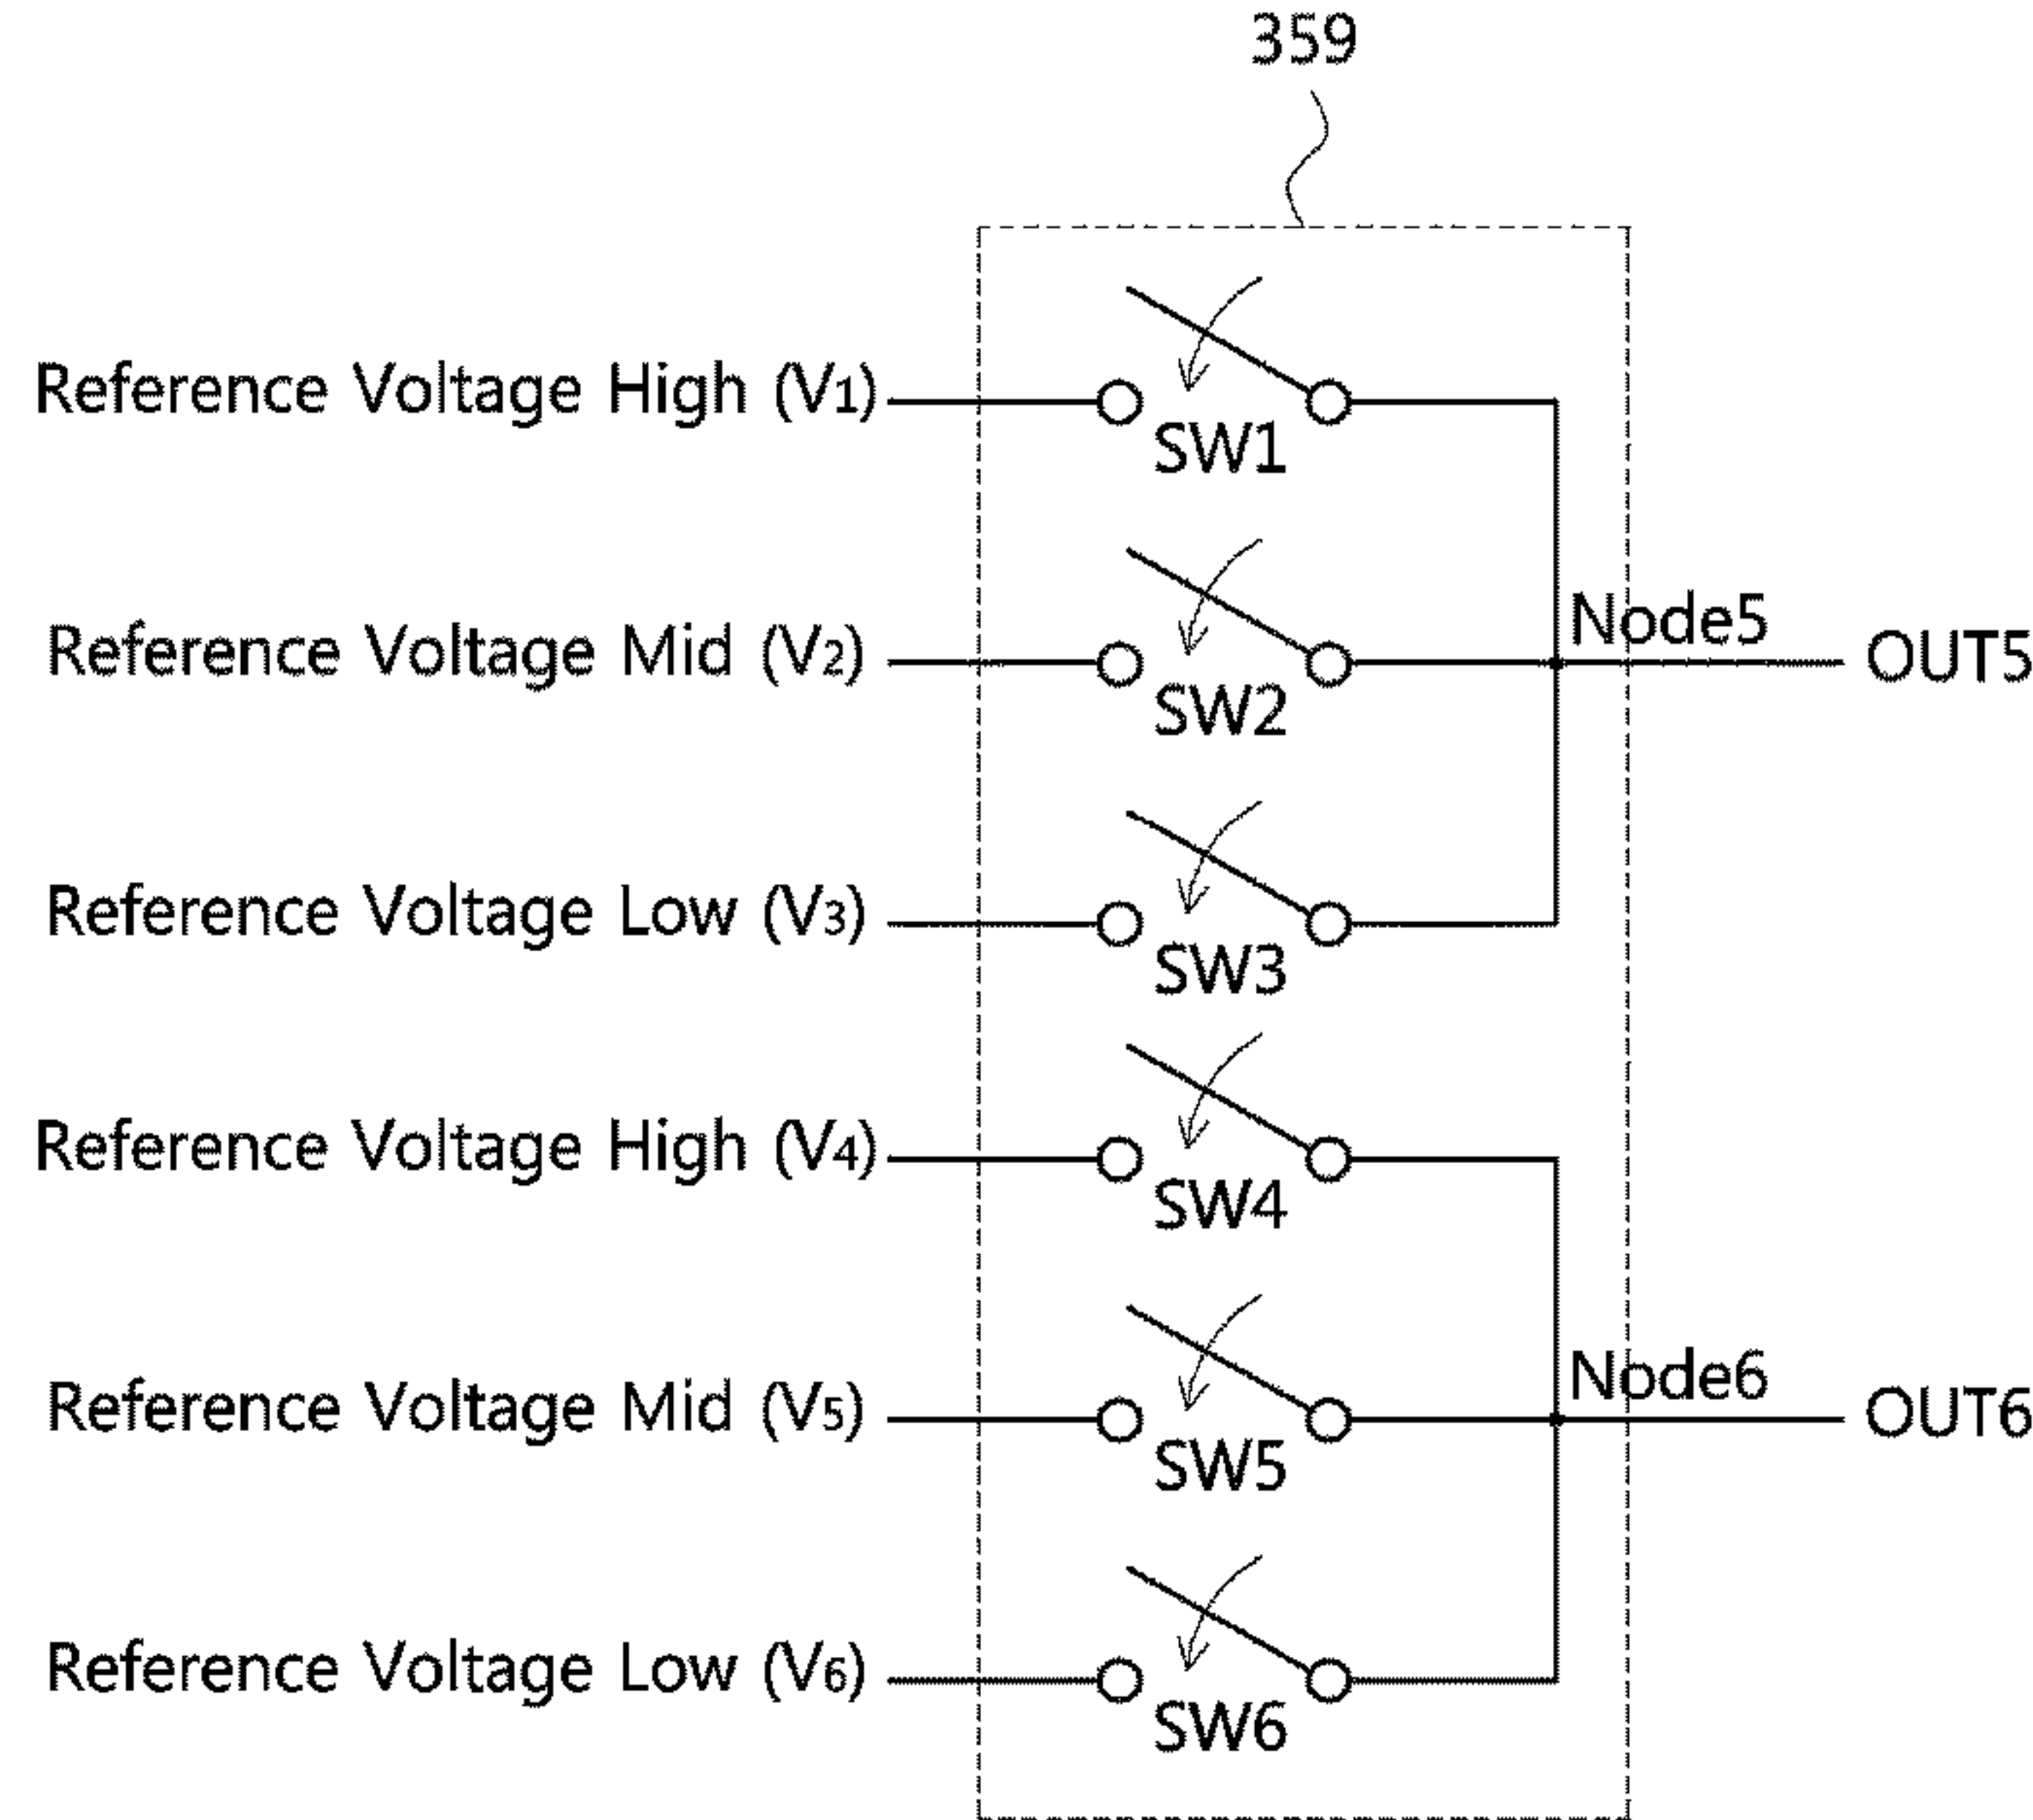 359
Reference Voltage High (V1)
SW1
Reference Voltage Mid (V2)
SW2
Node5
OUT5
Reference Voltage Low (V3)
SW3
Reference Voltage High (V4)
SW4
Reference Voltage Mid (V5)
SW5
Node6
OUT6
Reference Voltage Low (V6)
SW6